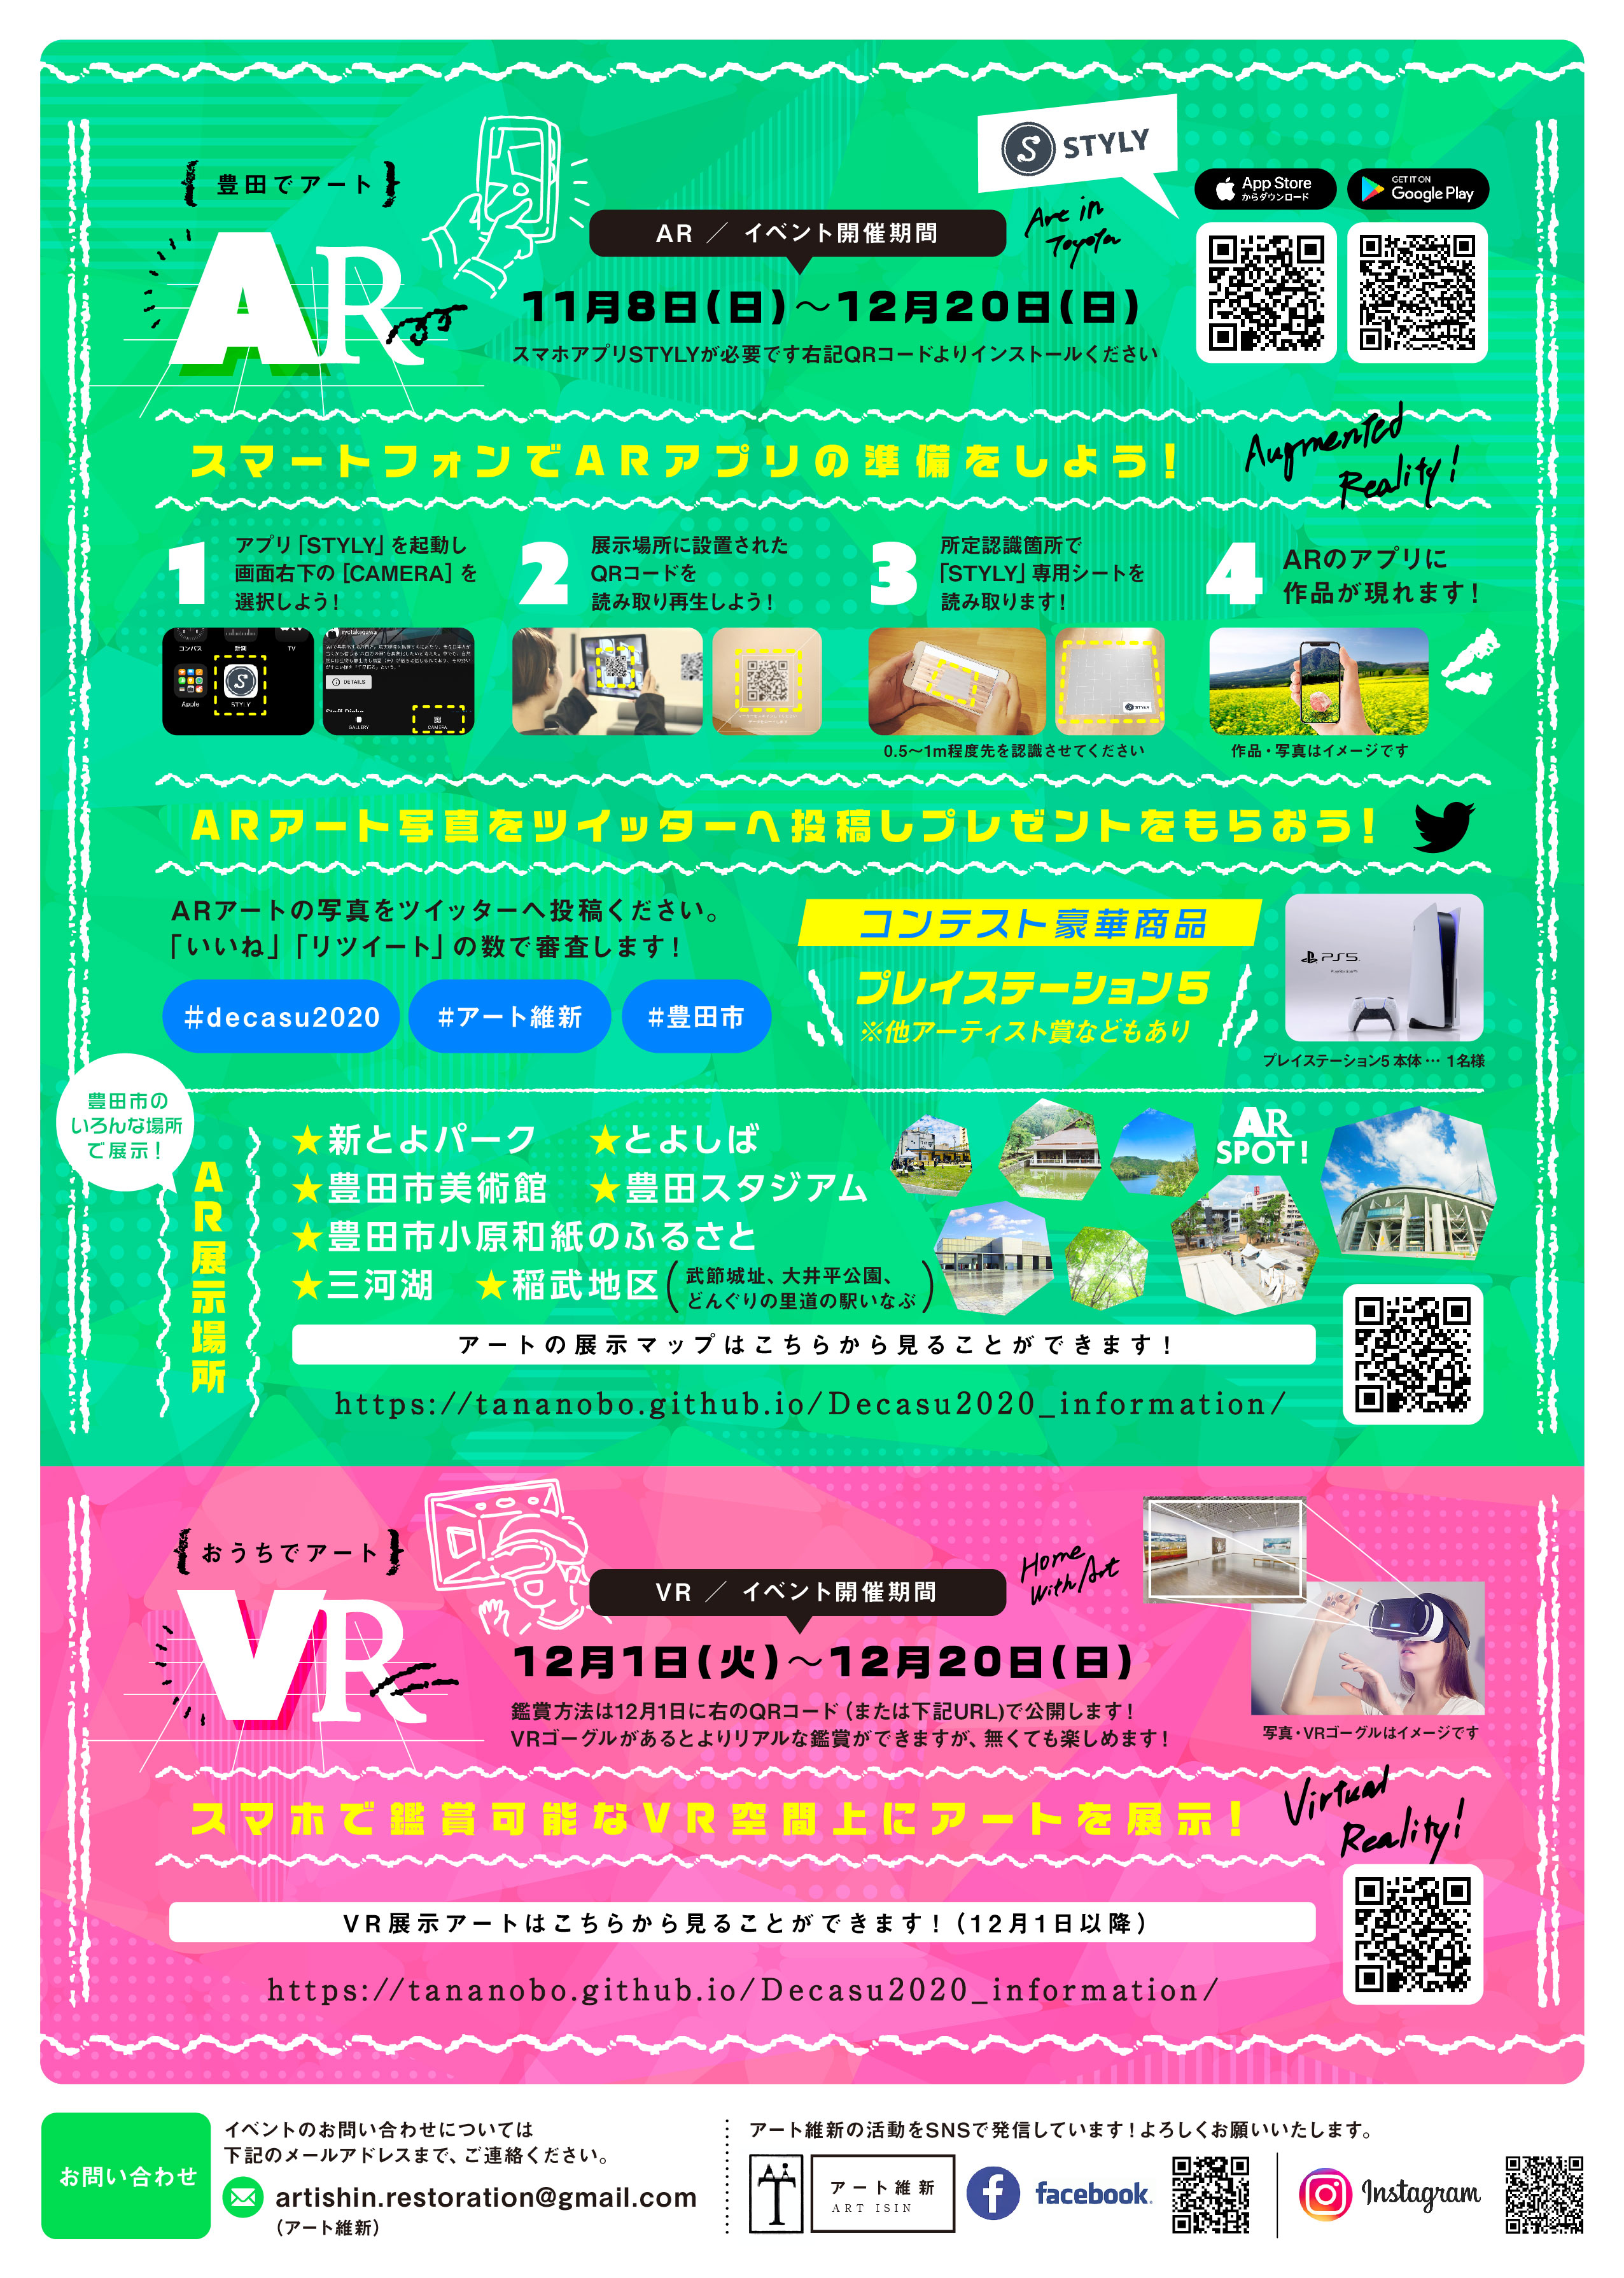 豊田でアート
AR
STYLY
App Store
からダウンロード
GET IT ON
Google Play
AR ／ イベント開催期間
Art in
Toyota
11月8日(日)〜12月20日(日)
スマホアプリSTYLYが必要です右記QRコードよりインストールください
スマートフォンでARアプリの準備をしよう!
Augmented
Reality!
1
アプリ「STYLY」を起動し
画面右下の[CAMERA]を
選択しよう!
2
展示場所に設置された
QRコードを
読み取り再生しよう!
3
所定認識箇所で
「STYLY」専用シートを
読み取ります!
4
ARのアプリに
作品が現れます!
コンパス
計測
TV
Apple
STYLY
ryotakogawa
DETAILS
GALLERY
CAMERA
STYLY
0.5〜1m程度先を認識させてください
作品・写真はイメージです
ARアート写真をツイッターへ投稿しプレゼントをもらおう!
ARアートの写真をツイッターへ投稿ください。
「いいね」「リツイート」の数で審査します!
#decasu2020
#アート維新
#豊田市
コンテスト豪華商品
プレイステーション5
※他アーティスト賞などもあり
PS5
プレイステーション5 本体… 1名様
豊田市の
いろんな場所
で展示!
AR展示場所
★新とよパーク ★とよしば
★豊田市美術館 ★豊田スタジアム
★豊田市小原和紙のふるさと
★三河湖 ★稲武地区(武節城址、大井平公園、
どんぐりの里道の駅いなぶ)
AR
SPOT!
アートの展示マップはこちらから見ることができます!
https://tananobo.github.io/Decasu2020_information/
おうちでアート
VR
VR ／ イベント開催期間
Home
With Art
12月1日(火)〜12月20日(日)
鑑賞方法は12月1日に右のQRコード(または下記URL)で公開します!
VRゴーグルがあるとよりリアルな鑑賞ができますが、無くても楽しめます!
写真・VRゴーグルはイメージです
スマホで鑑賞可能なVR空間上にアートを展示!
Virtual
Reality!
VR展示アートはこちらから見ることができます!(12月1日以降)
https://tananobo.github.io/Decasu2020_information/
お問い合わせ
イベントのお問い合わせについては
下記のメールアドレスまで、ご連絡ください。
artishin.restoration@gmail.com
(アート維新)
アート維新の活動をSNSで発信しています!よろしくお願いいたします。
アート維新
ART ISIN
facebook.
Instagram